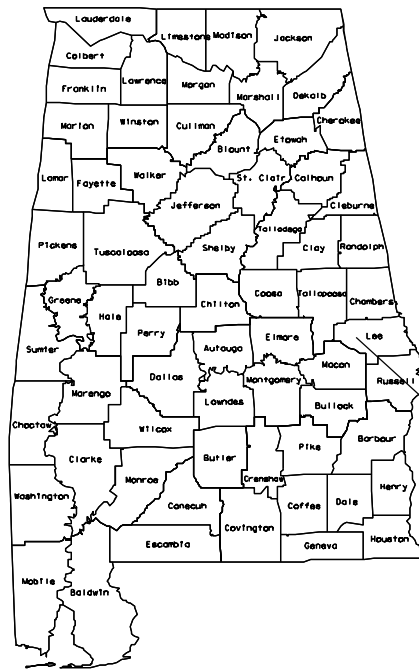 Lauderdale
Limestone
Madison
Jackson
Colbert
Lawrence
Morgan
Marshall
Dekalb
Franklin
Marion
Winston
Cullman
Blount
Etowah
Cherokee
Lamar
Fayette
Walker
Jefferson
St. Clair
Calhoun
Cleburne
Pickens
Tuscaloosa
Shelby
Talladega
Clay
Randolph
Bibb
Greene
Hale
Perry
Chilton
Coosa
Tallapoosa
Chambers
Sumter
Autauga
Elmore
Lee
Marengo
Dallas
Lowndes
Montgomery
Macon
Russell
Bullock
Choctaw
Clarke
Wilcox
Butler
Crenshaw
Pike
Barbour
Washington
Monroe
Conecuh
Covington
Coffee
Dale
Henry
Escambia
Geneva
Houston
Mobile
Baldwin